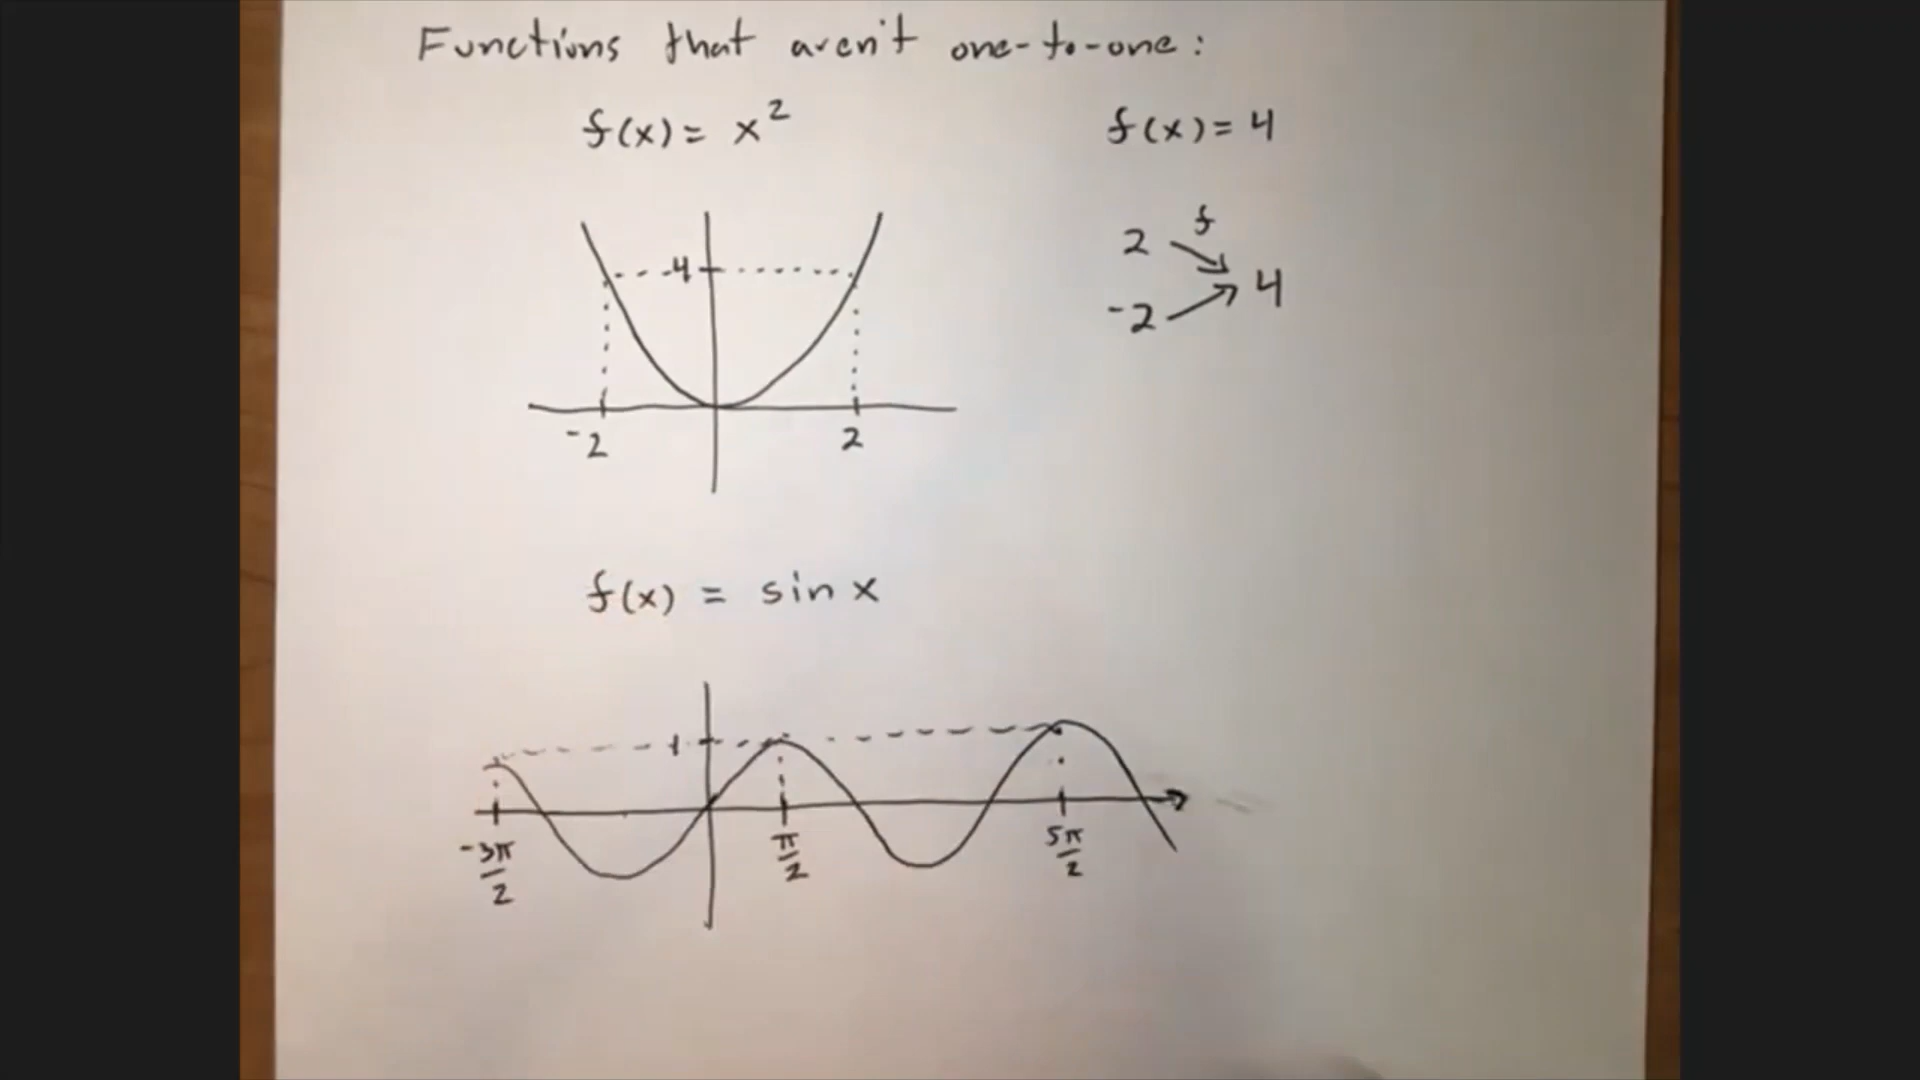 Functions that aren't one-to-one:
f(x) = x²
f(x) = 4
f
2
-2
4
4
-2
2
f(x) = sin x
1
-3π/2
π/2
5π/2